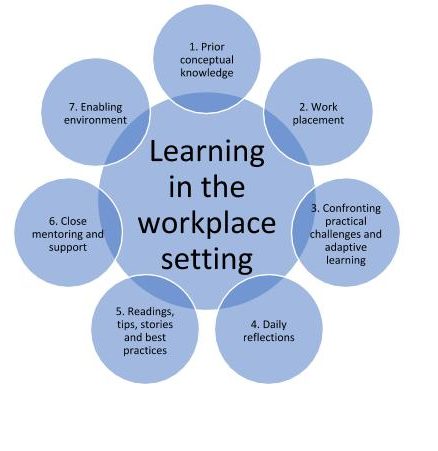 Learning
in the
workplace
setting
1. Prior
conceptual
knowledge
2. Work
placement
3. Confronting
practical
challenges and
adaptive
learning
4. Daily
reflections
5. Readings,
tips, stories
and best
practices
6. Close
mentoring and
support
7. Enabling
environment